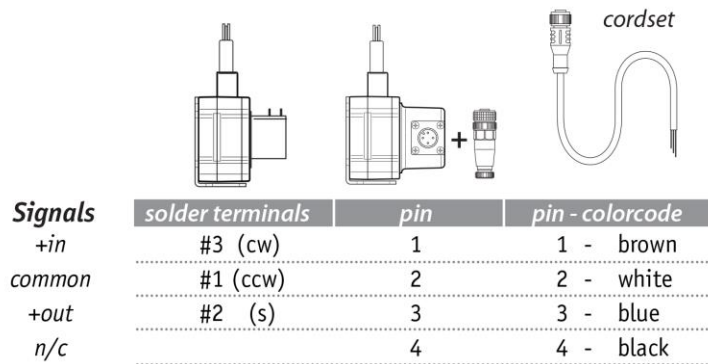 cordset
+
Signals solder terminals pin pin - colorcode
+in #3 (cw) 1 1 - brown
common #1 (ccw) 2 2 - white
+out #2 (s) 3 3 - blue
n/c 4 4 - black